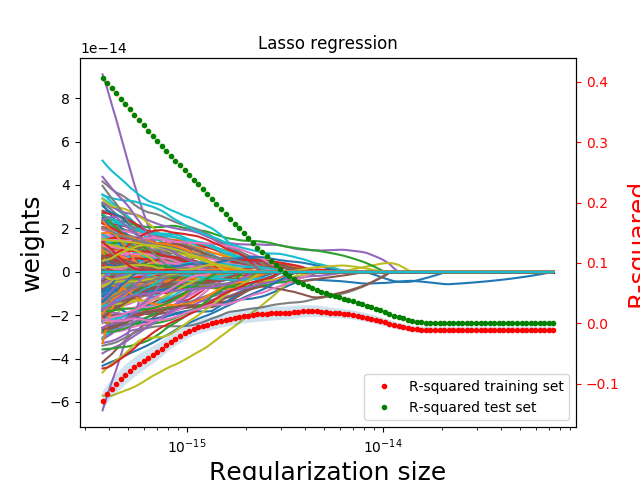 Lasso regression
1e−14
8
6
4
2
0
−2
−4
−6
weights
0.4
0.3
0.2
0.1
0.0
−0.1
R-squared
R-squared training set
R-squared test set
10−15
10−14
Regularization size